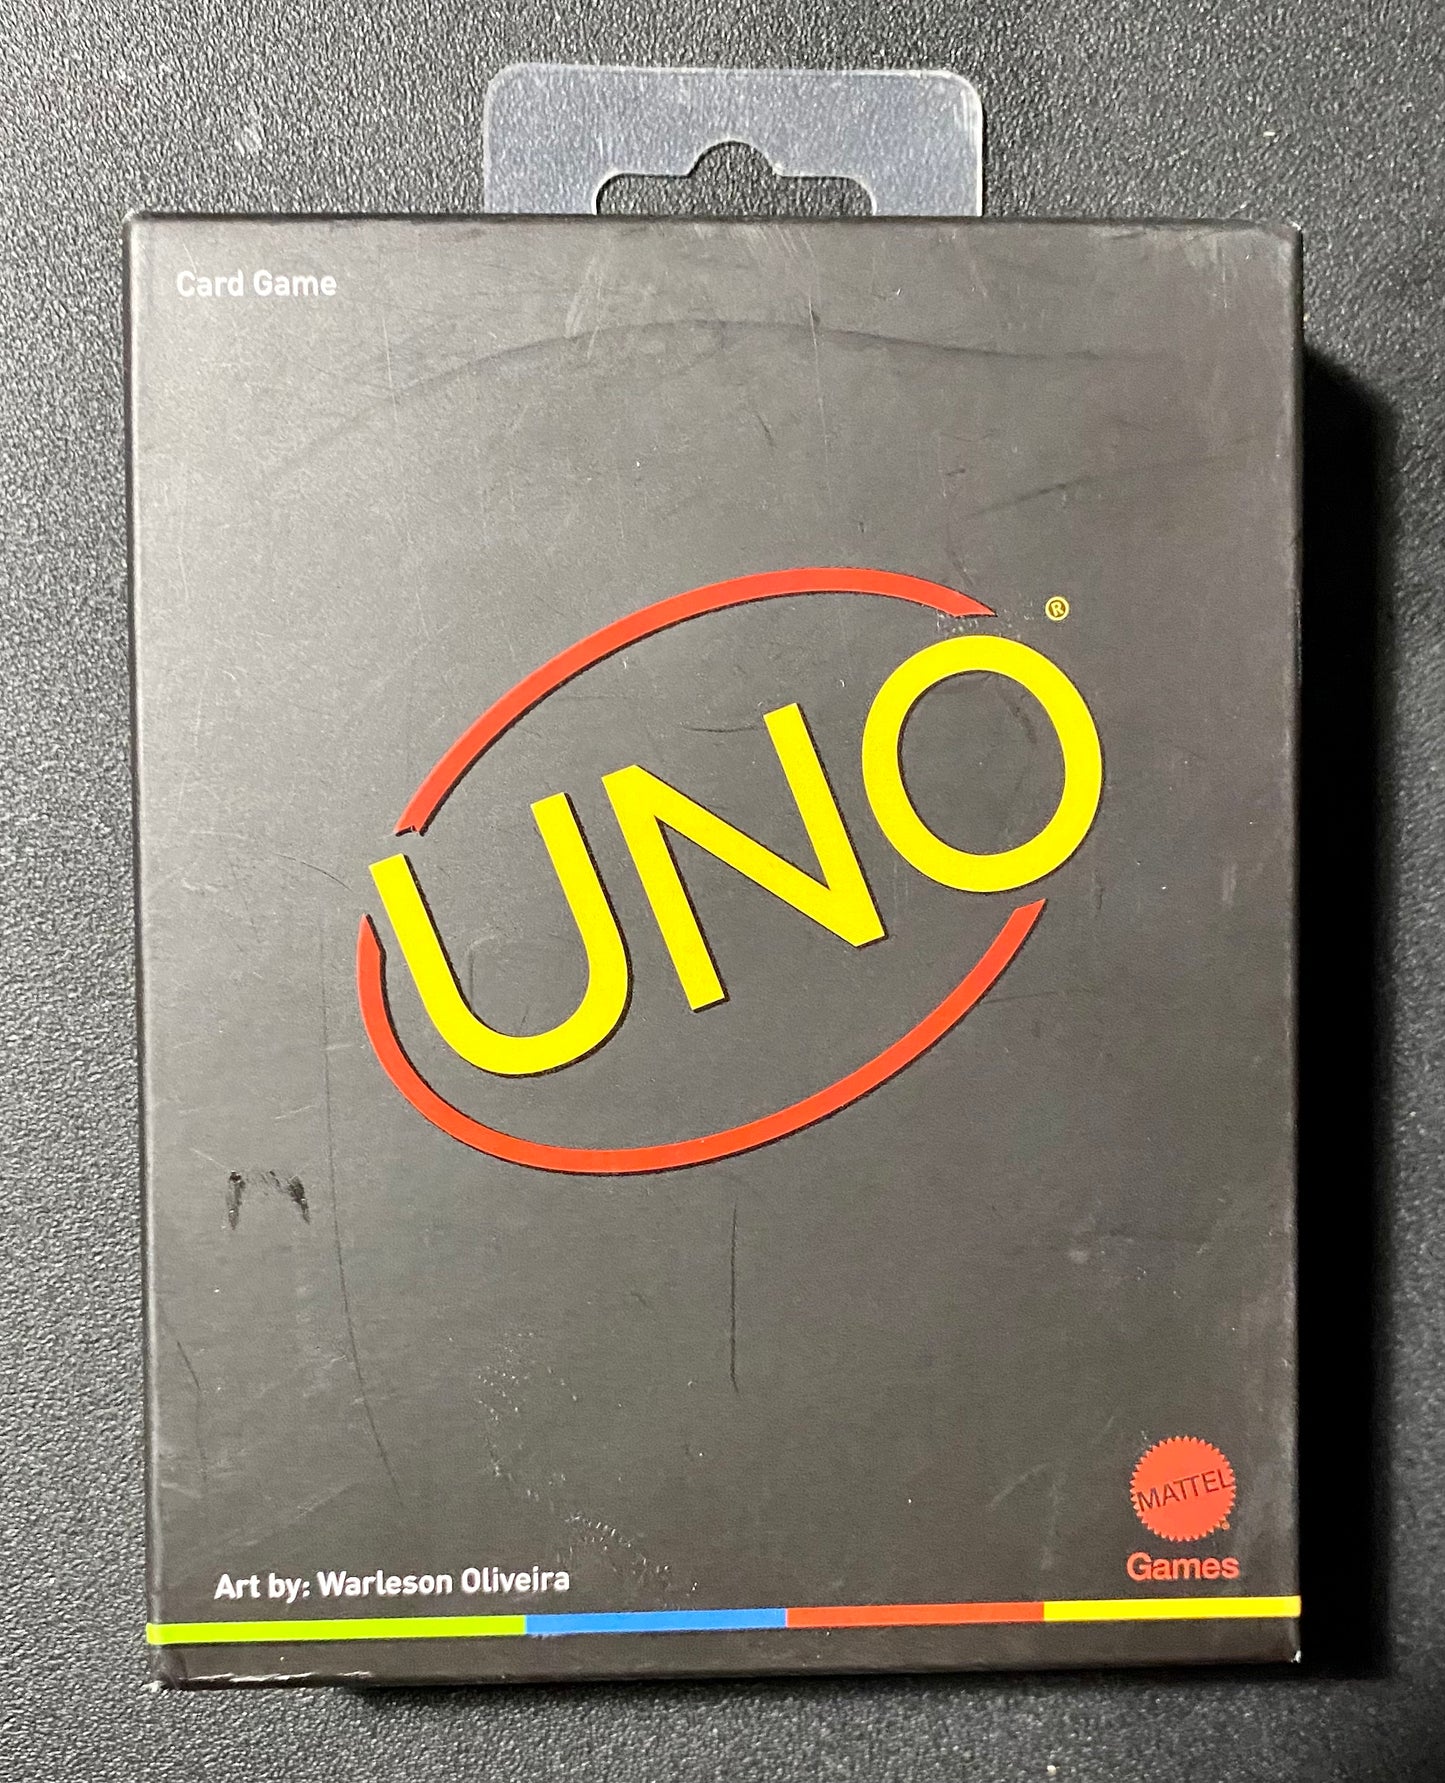 Card Game
UNO®
MATTEL
Games
Art by: Warleson Oliveira